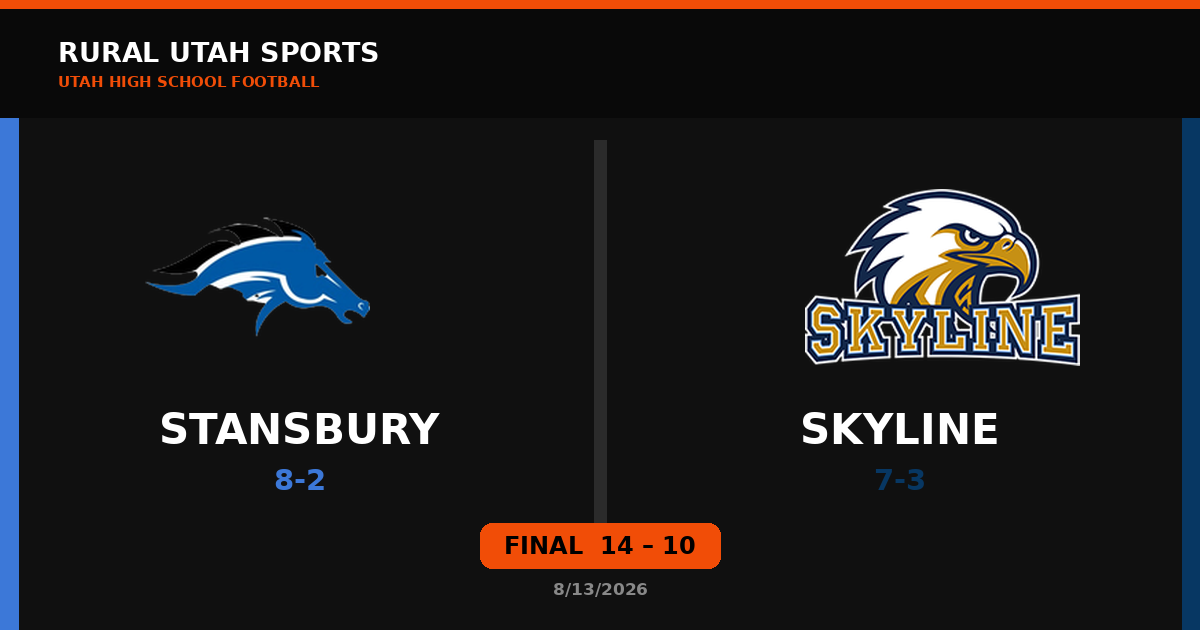 RURAL UTAH SPORTS
UTAH HIGH SCHOOL FOOTBALL
SKYLINE
STANSBURY
8-2
SKYLINE
7-3
FINAL 14 – 10
8/13/2026